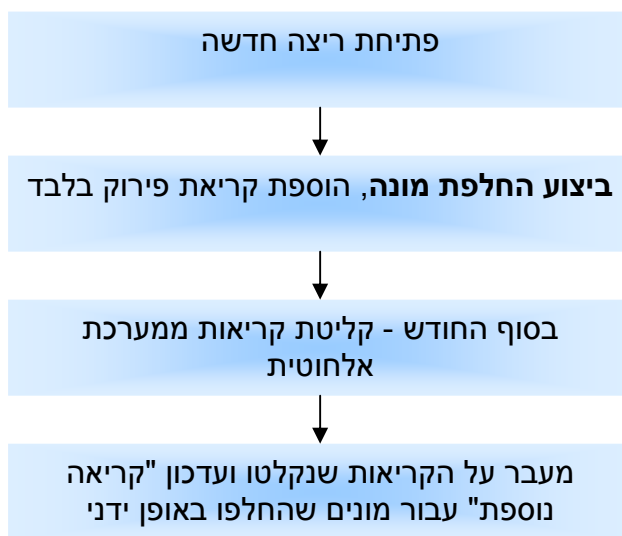 פתיחת ריצה חדשה
ביצוע החלפת מונה, הוספת קריאת פירוק בלבד
בסוף החודש - קליטת קריאות ממערכת
אלחוטית
מעבר על הקריאות שנקלטו ועדכון "קריאה
נוספת" עבור מונים שהחלפו באופן ידני